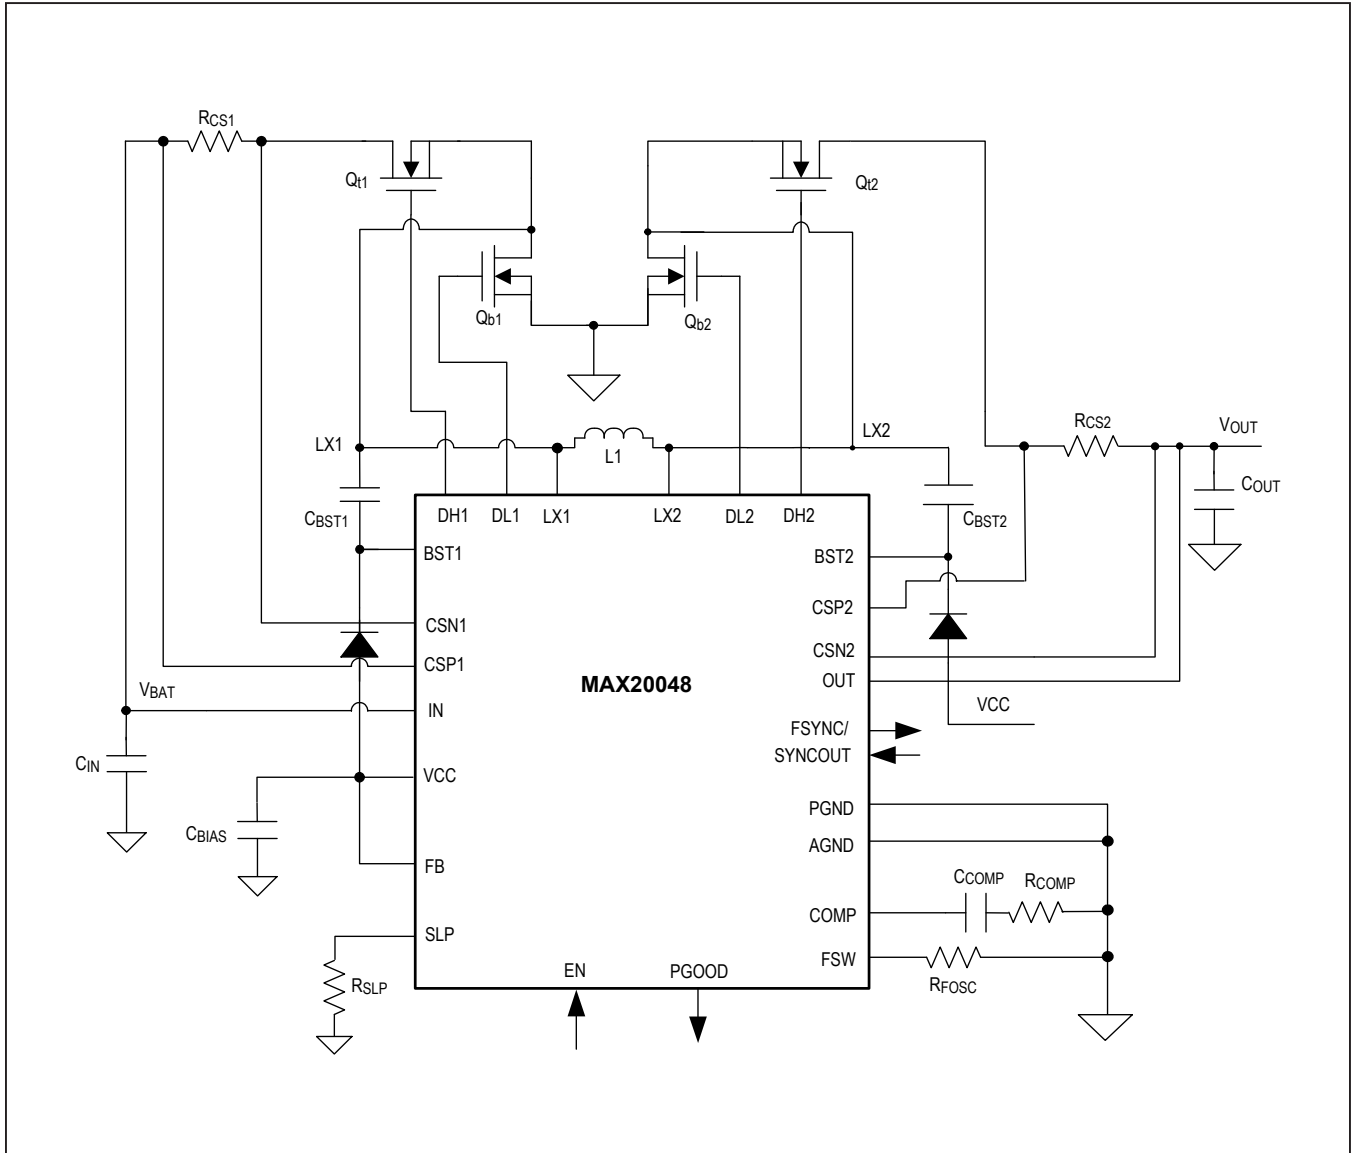 RCS1
Qt1
Qt2
Qb1
Qb2
LX1
L1
LX2
RCS2
VOUT
COUT
CBST1
CBST2
DH1 DL1 LX1 LX2 DL2 DH2
BST1
BST2
CSP2
CSN1
CSP1
CSN2
OUT
MAX20048
VBAT
IN
VCC
FSYNC/
SYNCOUT
CIN
VCC
PGND
CBIAS
AGND
FB
CCOMP
RCOMP
COMP
SLP
FSW
EN
PGOOD
RSLP
RFOSC